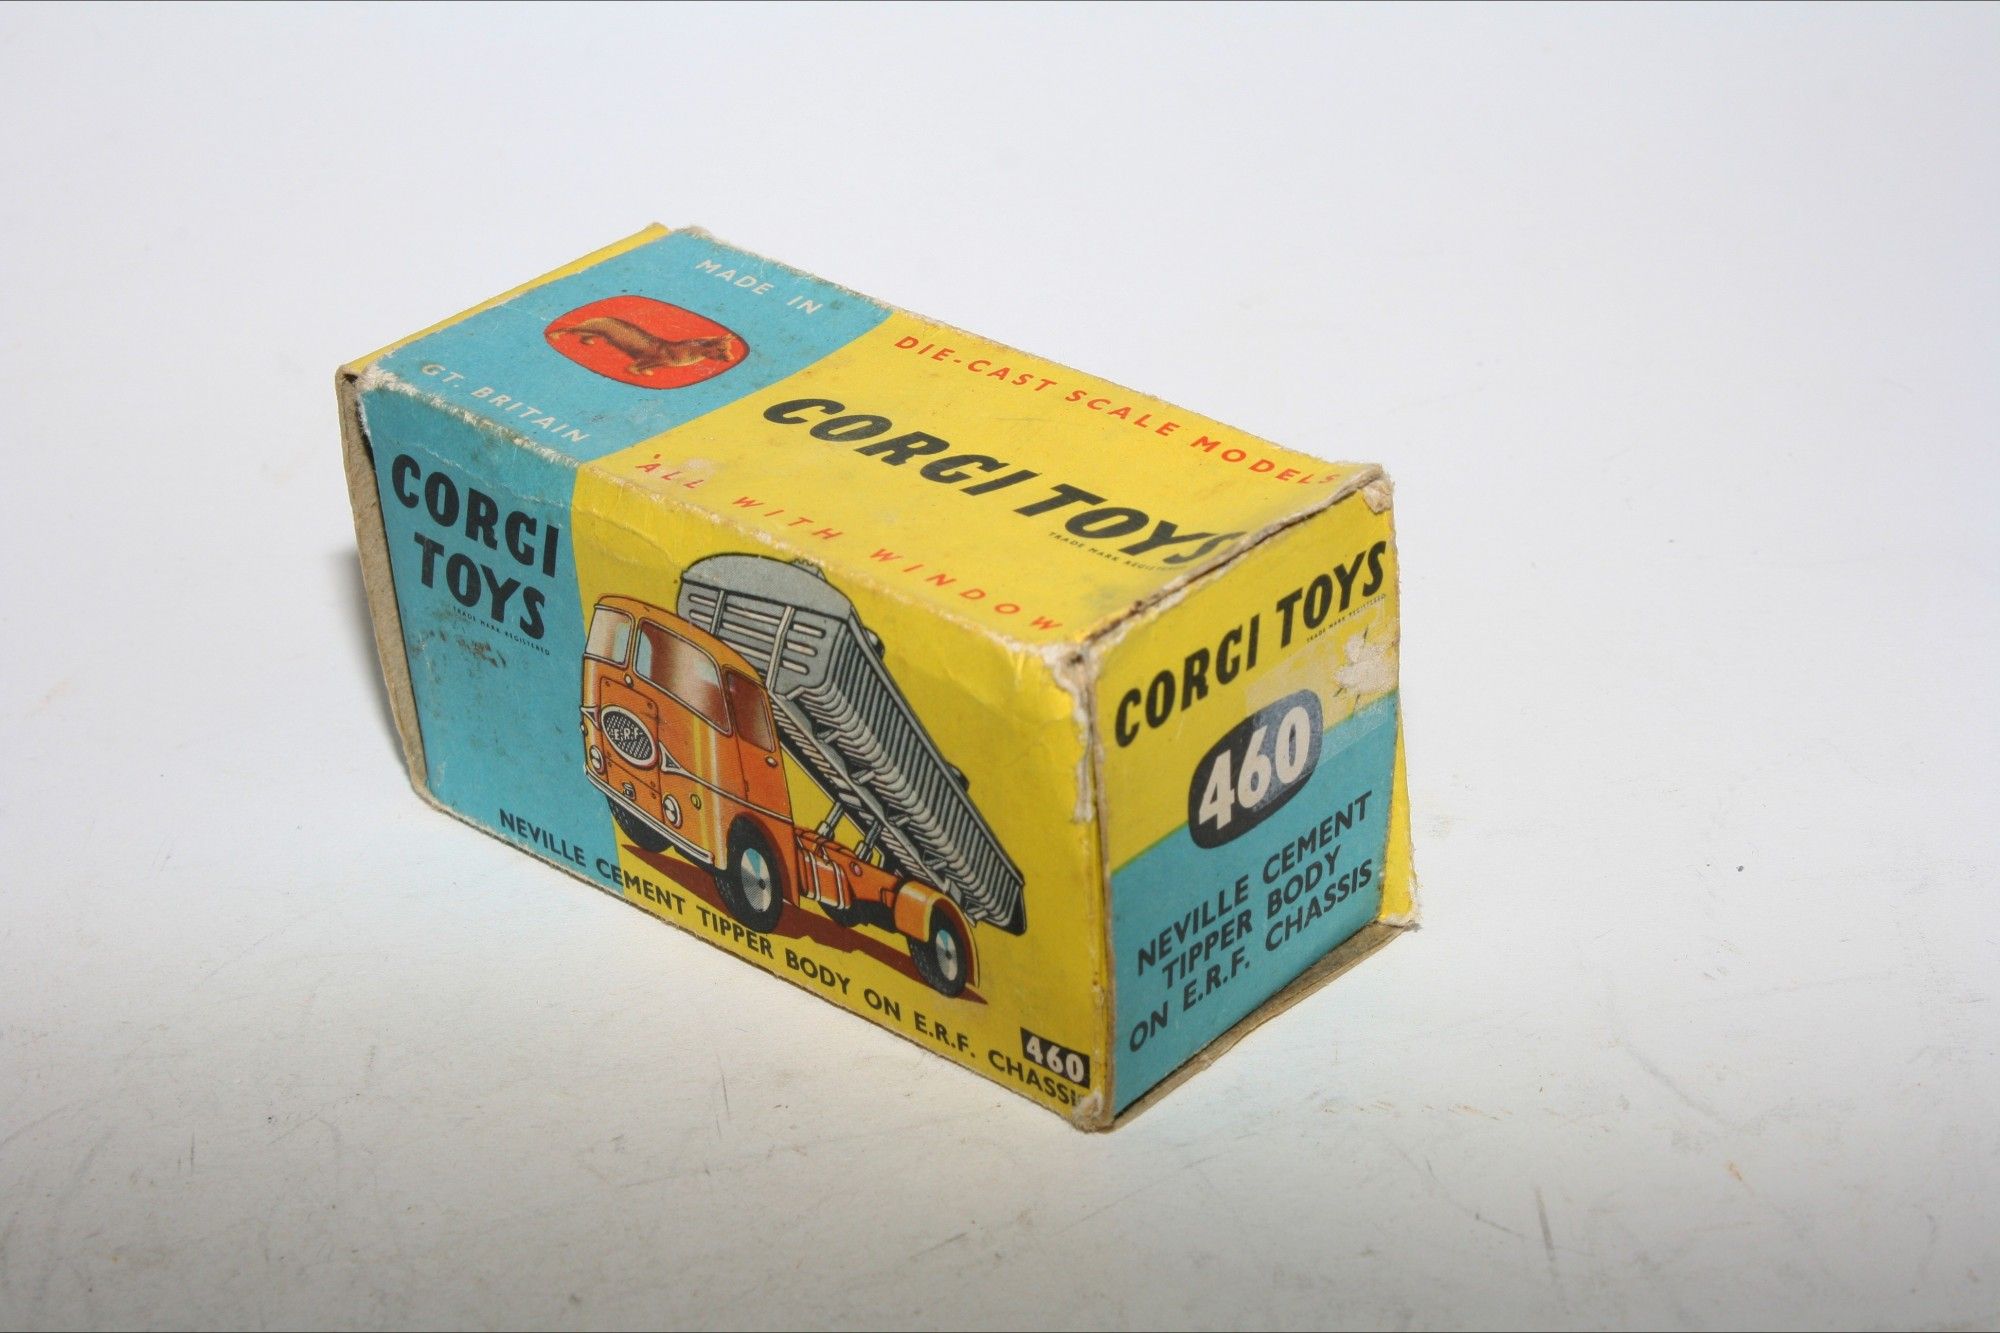 MADE IN
GT. BRITAIN
DIE-CAST SCALE MODELS
CORGI TOYS
TRADE MARK REGISTERED
'ALL WITH WINDOW
CORGI
TOYS
TRADE MARK REGISTERED
E.R.F
NEVILLE CEMENT TIPPER BODY ON E.R.F. CHASSIS
460
CORGI TOYS
TRADE MARK REGISTERED
460
NEVILLE CEMENT
TIPPER BODY
ON E.R.F. CHASSIS